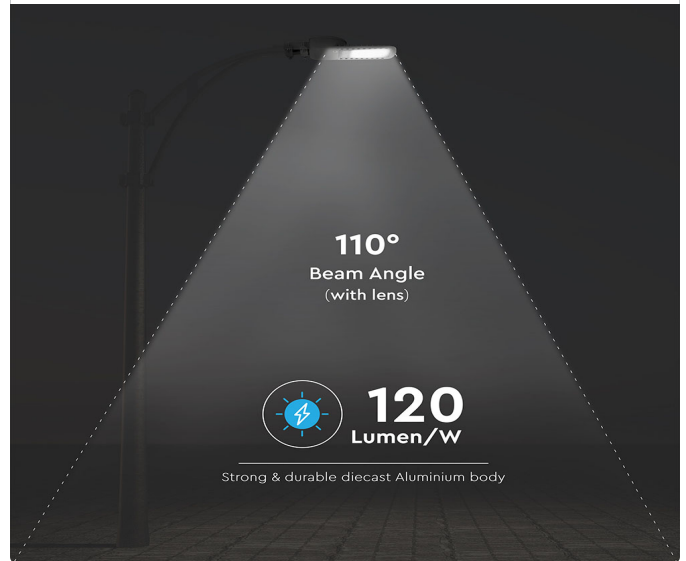 110°
Beam Angle
(with lens)
120
Lumen/W
Strong & durable diecast Aluminium body